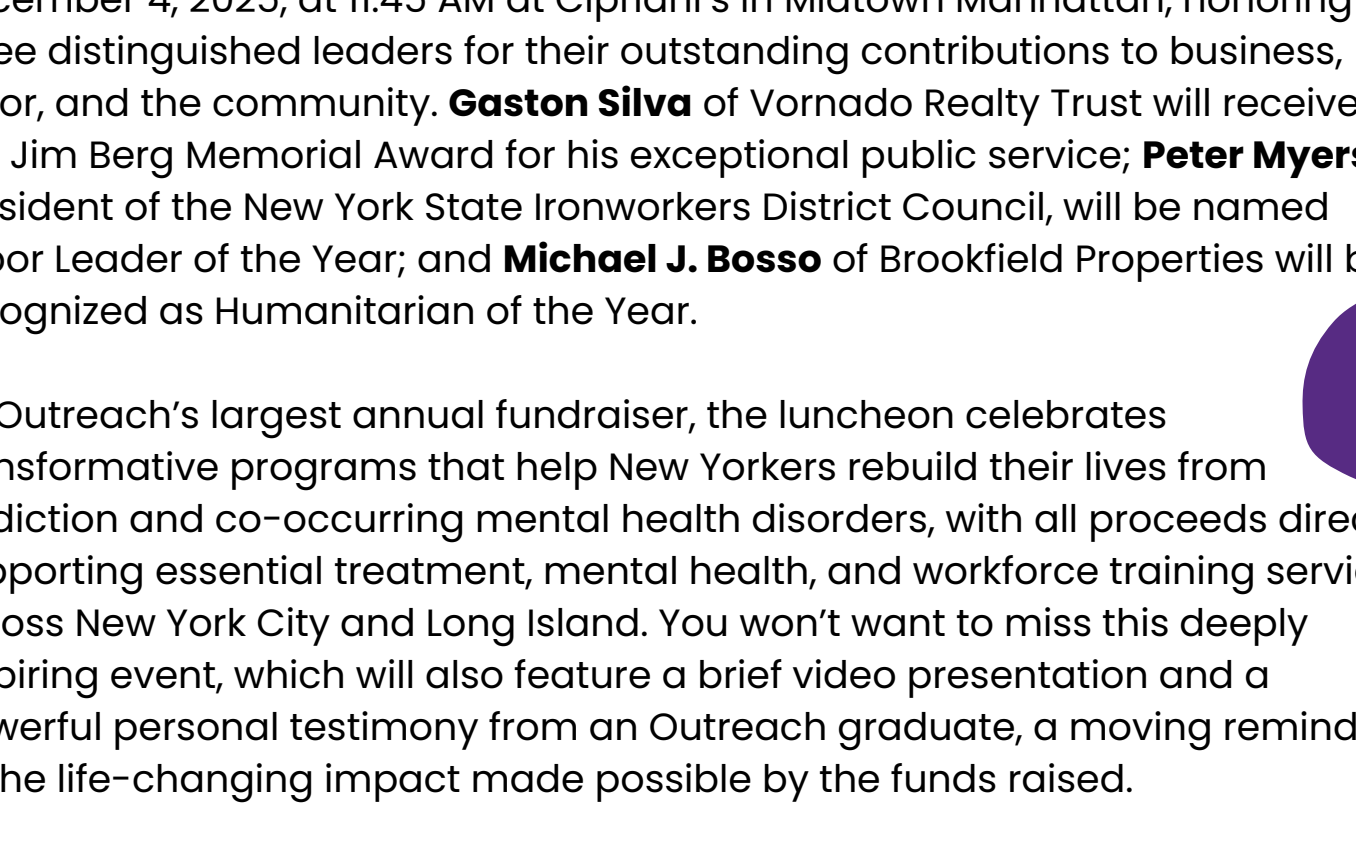 cember 4, 2025, at 11:45 AM at Cipriani's in Midtown Manhattan, honoring
ee distinguished leaders for their outstanding contributions to business,
or, and the community. Gaston Silva of Vornado Realty Trust will receive
Jim Berg Memorial Award for his exceptional public service; Peter Myers
sident of the New York State Ironworkers District Council, will be named
or Leader of the Year; and Michael J. Bosso of Brookfield Properties will b
ognized as Humanitarian of the Year.
Outreach’s largest annual fundraiser, the luncheon celebrates
nsformative programs that help New Yorkers rebuild their lives from
diction and co-occurring mental health disorders, with all proceeds direc
pporting essential treatment, mental health, and workforce training servi
oss New York City and Long Island. You won’t want to miss this deeply
piring event, which will also feature a brief video presentation and a
werful personal testimony from an Outreach graduate, a moving remind
he life-changing impact made possible by the funds raised.